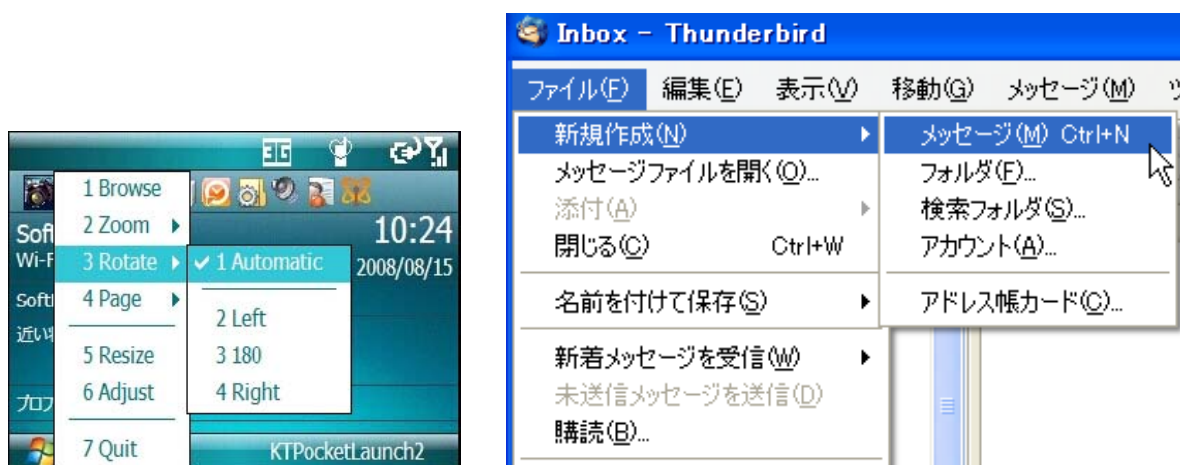 3G
1 Browse
2 Zoom
3 Rotate
4 Page
5 Resize
6 Adjust
7 Quit
1 Automatic
2 Left
3 180
4 Right
10:24
2008/08/15
Soft
Wi-F
Soft
近い
プロフ
KTPocketLaunch2
Inbox - Thunderbird
ファイル(F) 編集(E) 表示(V) 移動(G) メッセージ(M) ツ
新規作成(N)
メッセージファイルを開く(O)...
添付(A)
閉じる(C) Ctrl+W
名前を付けて保存(S)
新着メッセージを受信(W)
未送信メッセージを送信(D)
購読(B)...
メッセージ(M) Ctrl+N
フォルダ(F)...
検索フォルダ(S)...
アカウント(A)...
アドレス帳カード(C)...